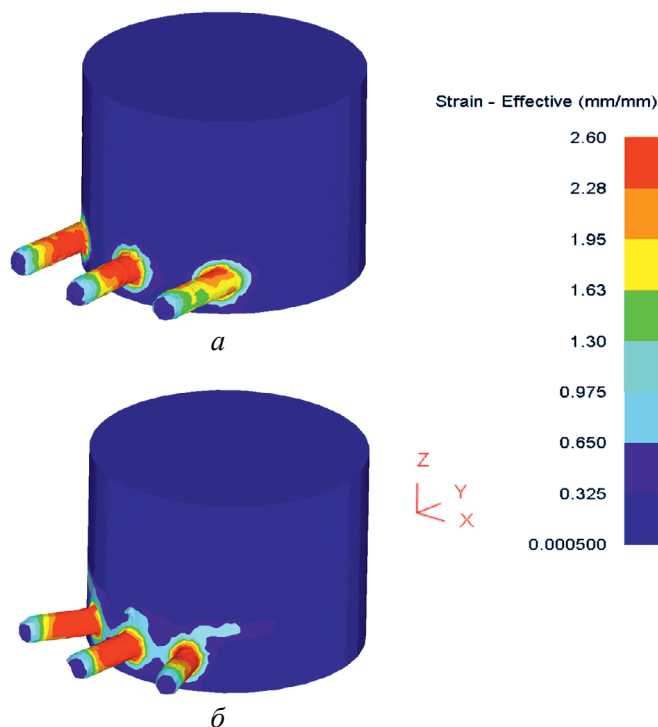 Strain - Effective (mm/mm)
2.60
2.28
1.95
1.63
1.30
0.975
0.650
0.325
0.000500
а
Z
Y
X
б